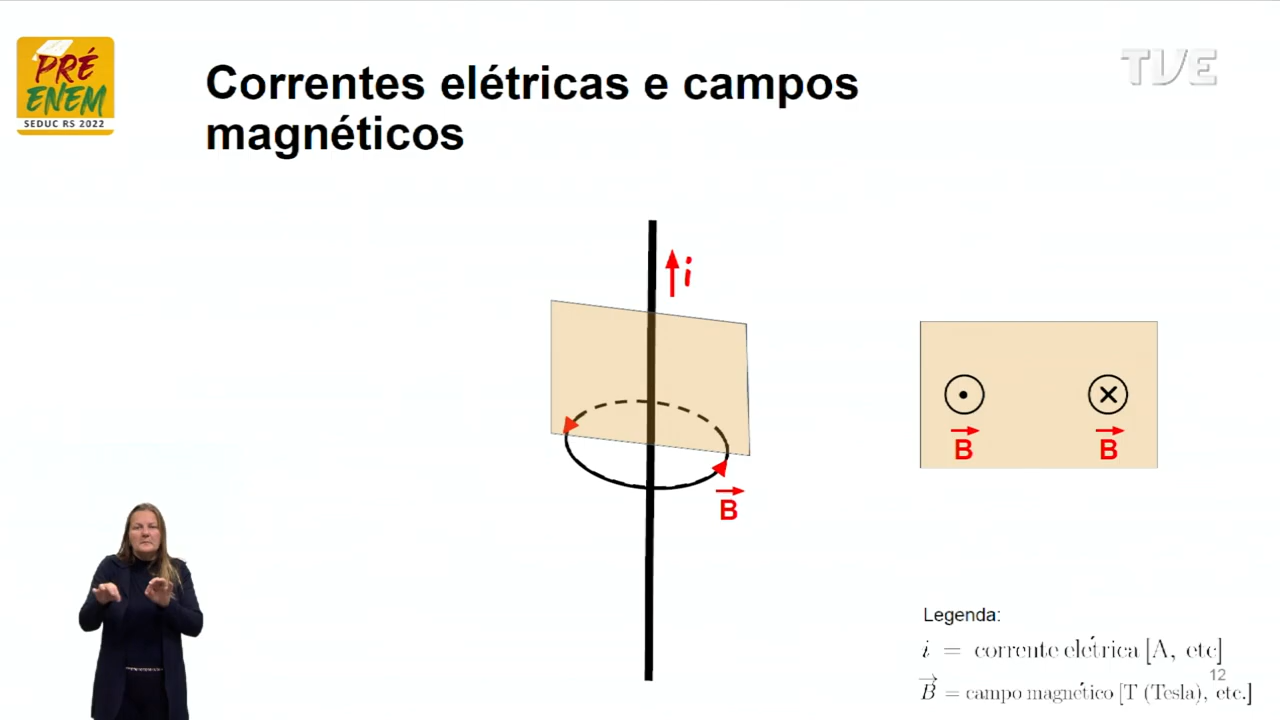 PRÉ
ENEM
SEDUC RS 2022
TVE
Correntes elétricas e campos
magnéticos
i
B
B
B
Legenda:
i = corrente elétrica [A, etc]
12
B = campo magnético [T (Tesla), etc.]